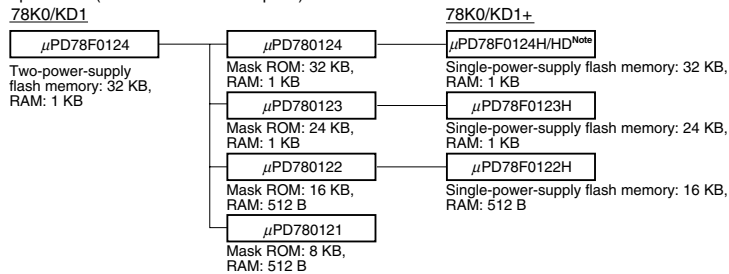 78K0/KD1
78K0/KD1+
μPD78F0124
μPD780124
μPD78F0124H/HDNote
Two-power-supply
flash memory: 32 KB,
RAM: 1 KB
Mask ROM: 32 KB,
RAM: 1 KB
Single-power-supply flash memory: 32 KB,
RAM: 1 KB
μPD780123
μPD78F0123H
Mask ROM: 24 KB,
RAM: 1 KB
Single-power-supply flash memory: 24 KB,
RAM: 1 KB
μPD780122
μPD78F0122H
Mask ROM: 16 KB,
RAM: 512 B
Single-power-supply flash memory: 16 KB,
RAM: 512 B
μPD780121
Mask ROM: 8 KB,
RAM: 512 B